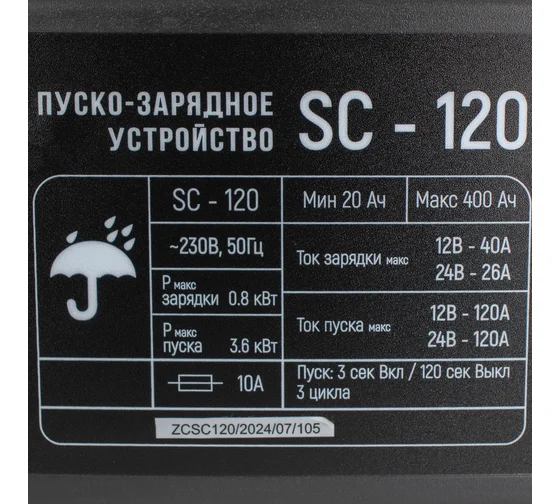 ПУСКО-ЗАРЯДНОЕ
УСТРОЙСТВО
SC - 120
SC - 120
Мин 20 Ач
Макс 400 Ач
~230В, 50Гц
Ток зарядки макс
12В - 40А
24В - 26А
Р макс
зарядки 0.8 кВт
Р макс
пуска 3.6 кВт
Ток пуска макс
12В - 120А
24В - 120А
10А
Пуск: 3 сек Вкл / 120 сек Выкл
3 цикла
ZCSC120/2024/07/105